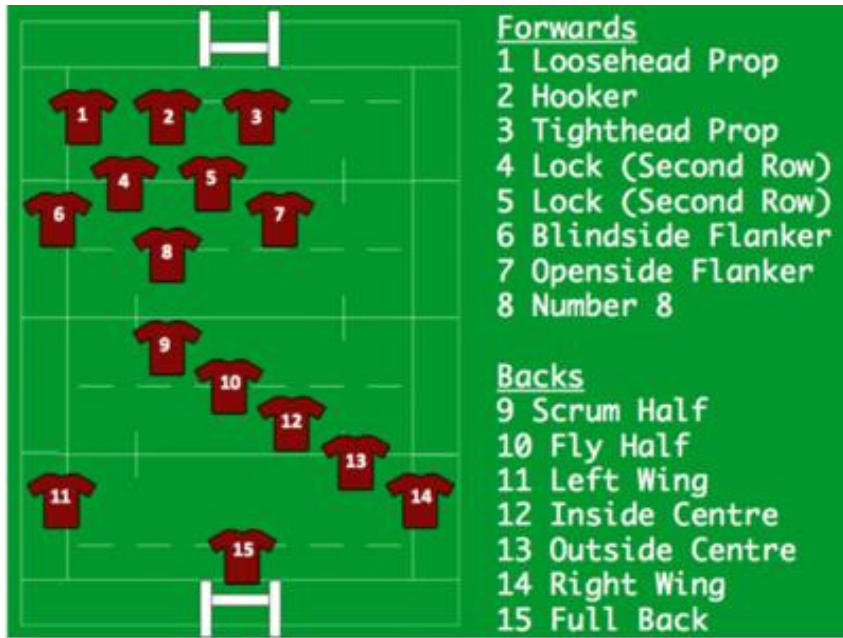 Forwards
1 Loosehead Prop
2 Hooker
3 Tighthead Prop
4 Lock (Second Row)
5 Lock (Second Row)
6 Blindside Flanker
7 Openside Flanker
8 Number 8
Backs
9 Scrum Half
10 Fly Half
11 Left Wing
12 Inside Centre
13 Outside Centre
14 Right Wing
15 Full Back
1 2 3
4 5
6 7
8
9
10
12
13
11 14
15